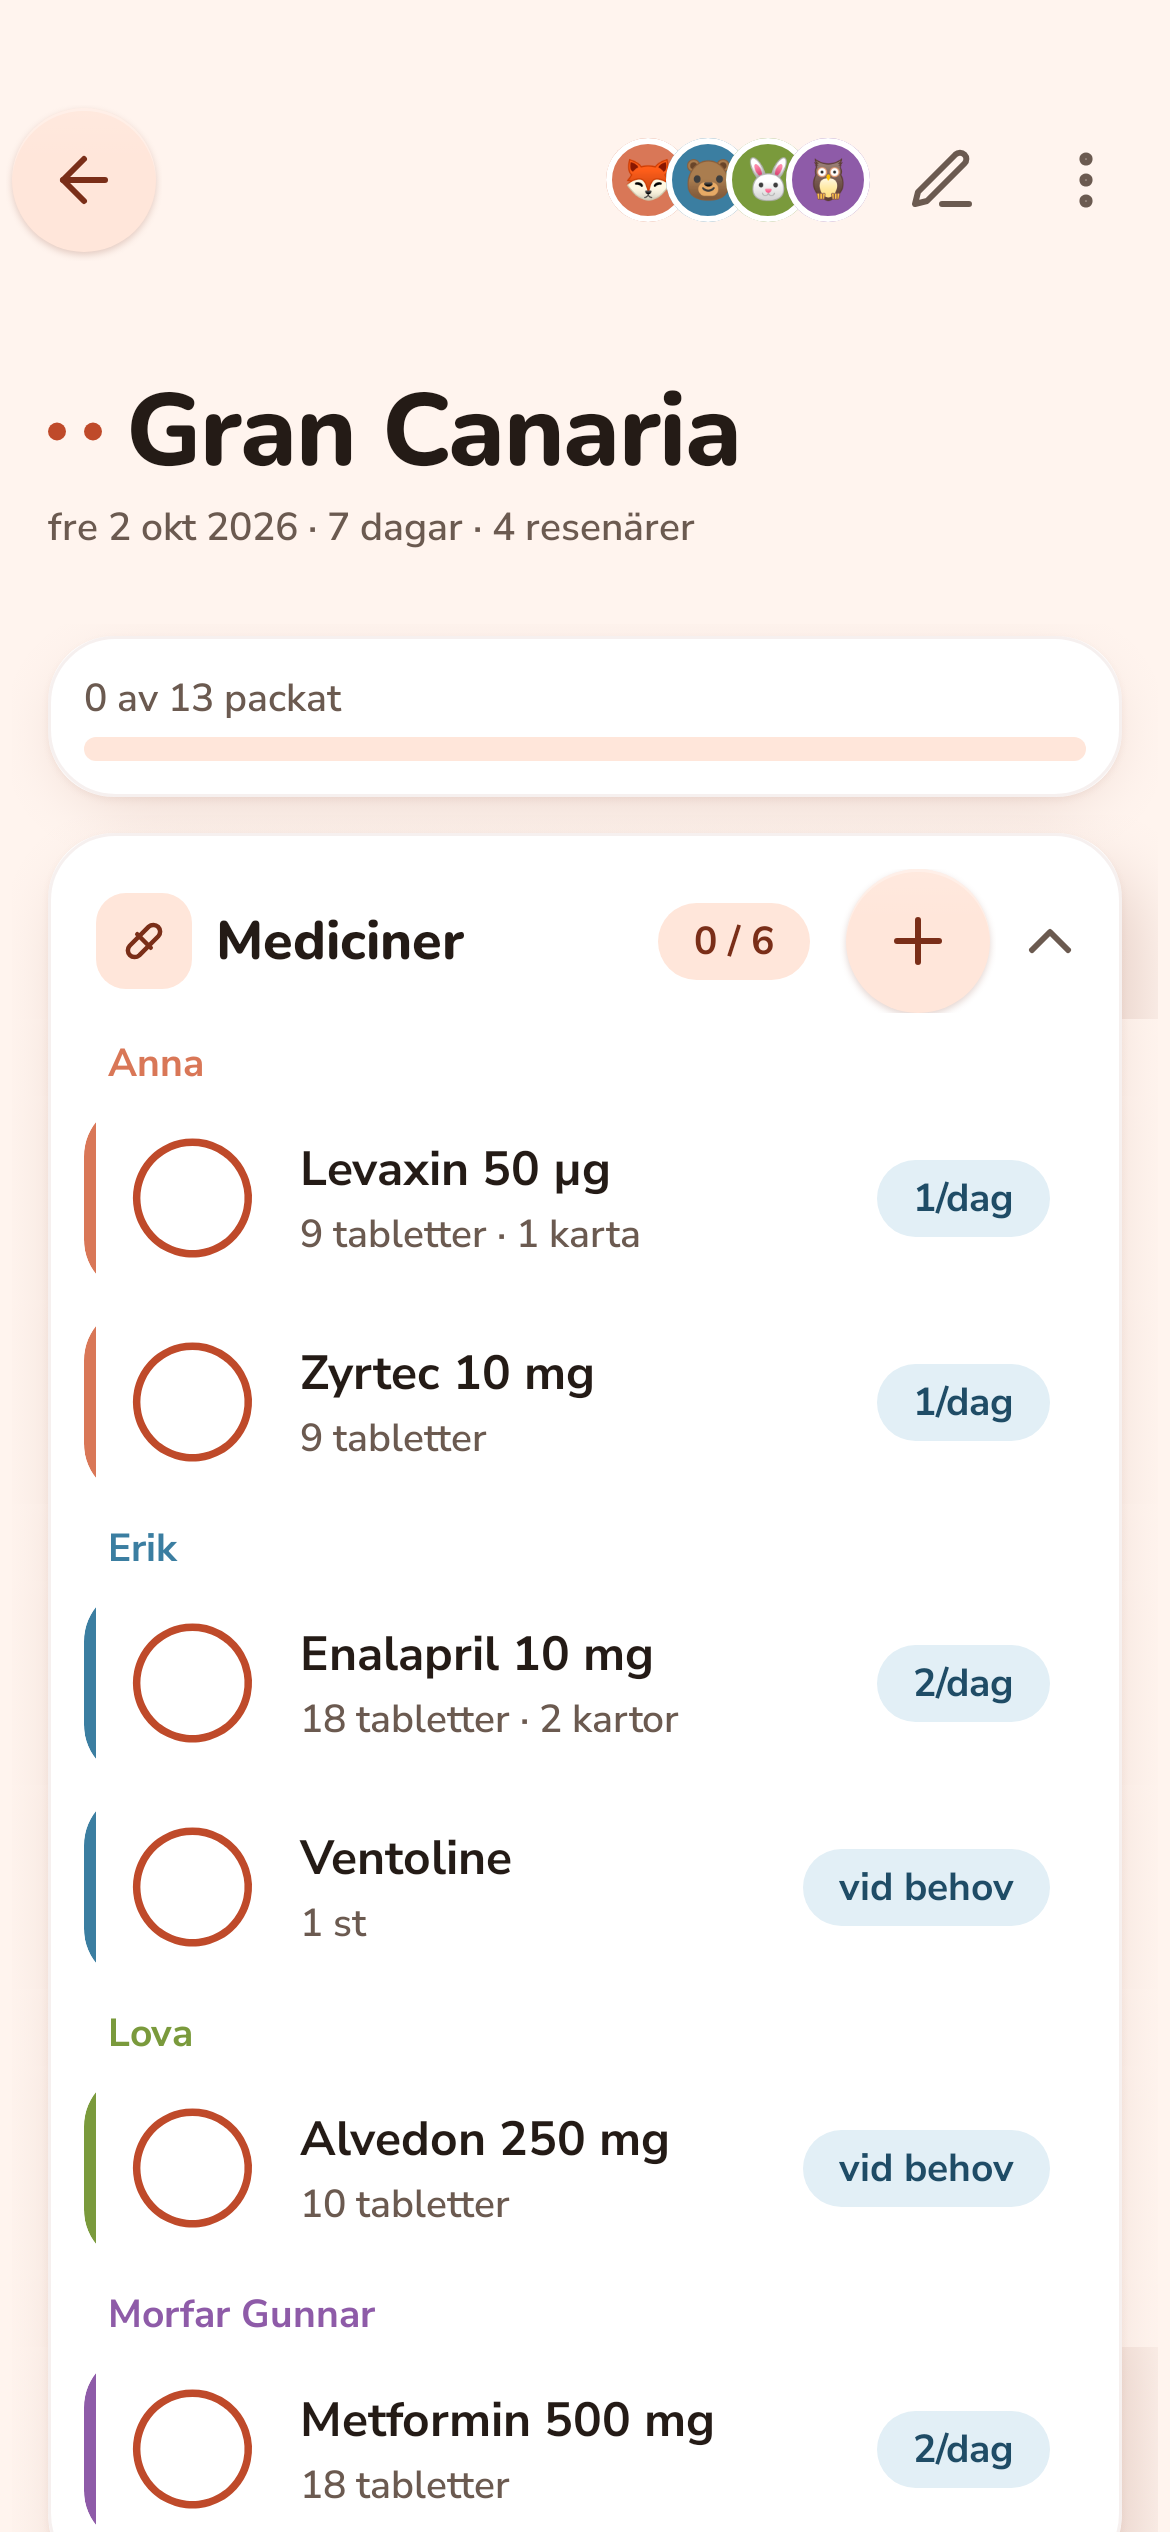 Gran Canaria
fre 2 okt 2026 · 7 dagar · 4 resenärer
0 av 13 packat
Mediciner
0 / 6
Anna
Levaxin 50 µg
9 tabletter · 1 karta
1/dag
Zyrtec 10 mg
9 tabletter
1/dag
Erik
Enalapril 10 mg
18 tabletter · 2 kartor
2/dag
Ventoline
1 st
vid behov
Lova
Alvedon 250 mg
10 tabletter
vid behov
Morfar Gunnar
Metformin 500 mg
18 tabletter
2/dag